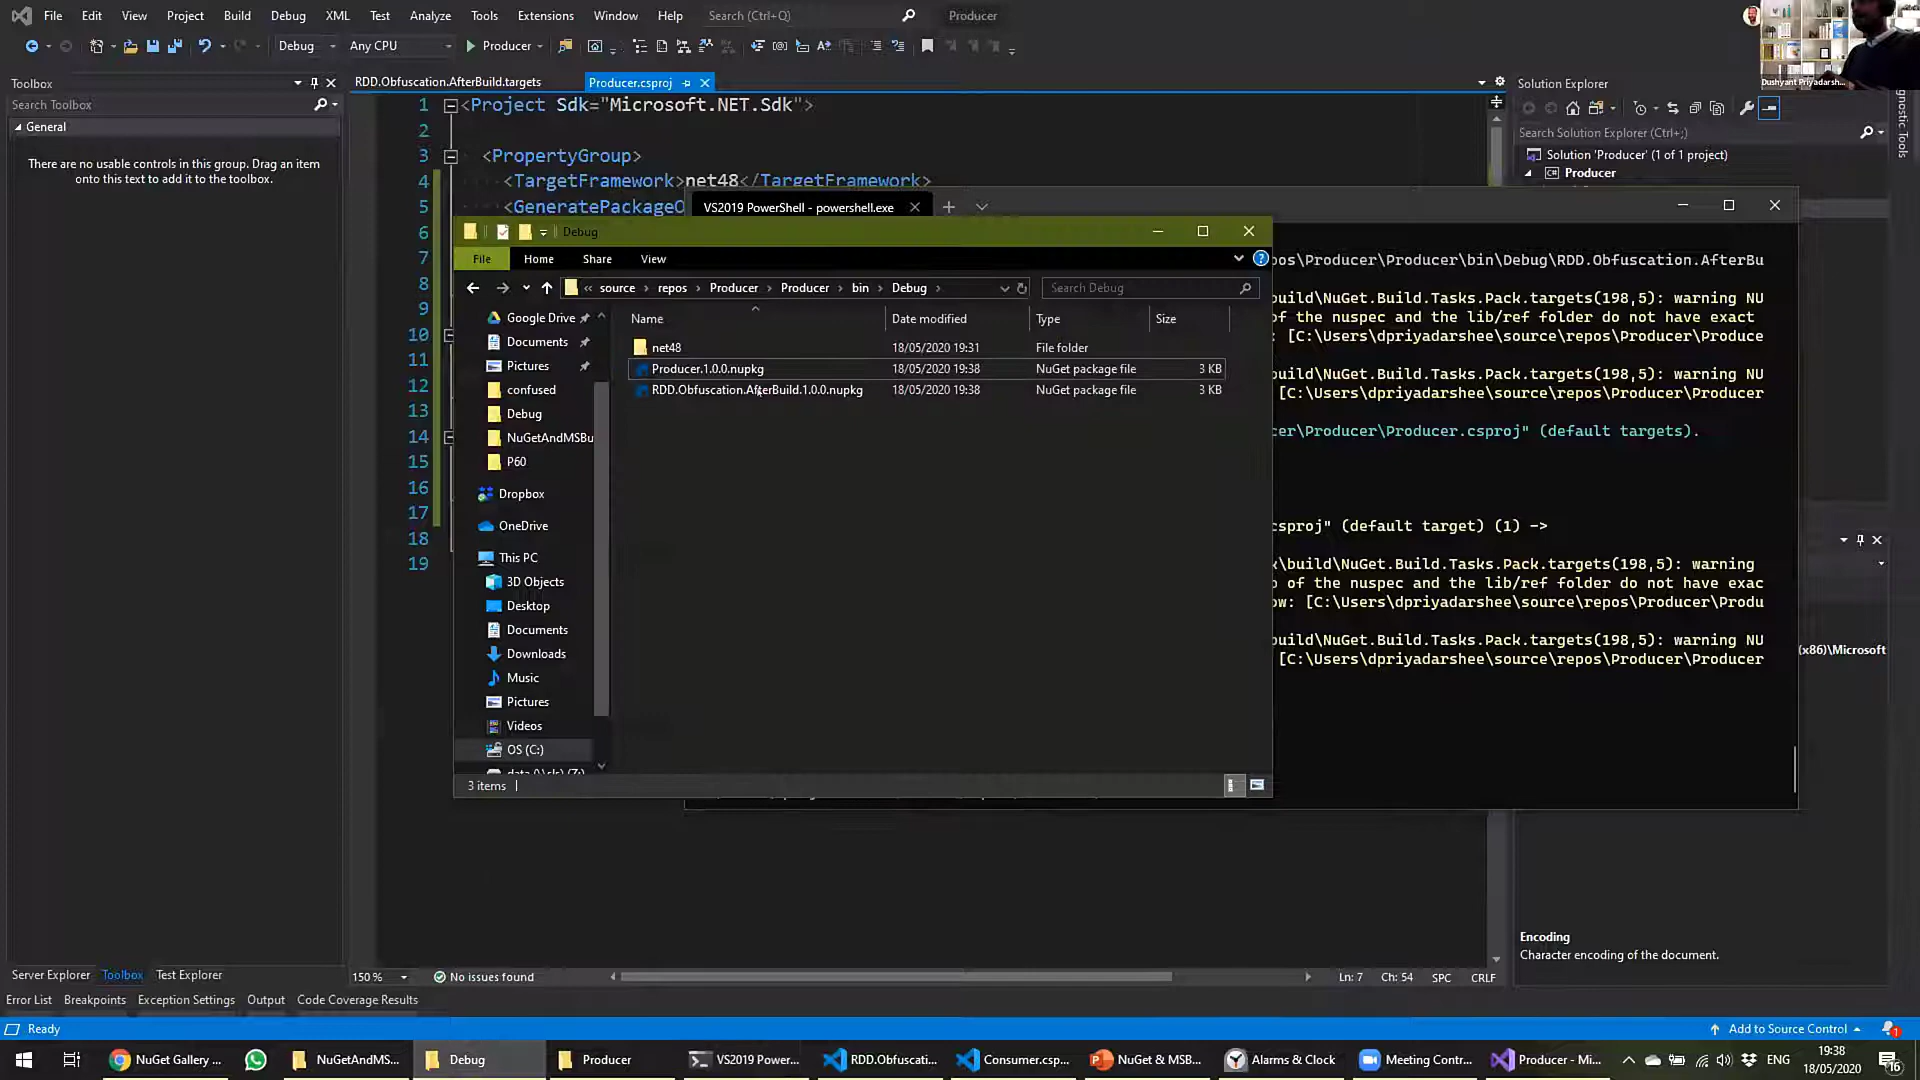 File Edit View Project Build Debug XML Test Analyze Tools Extensions Window Help Search (Ctrl+Q) Producer
Debug Any CPU Producer
Dushyant Priyadarsh...
Toolbox
RDD.Obfuscation.AfterBuild.targets Producer.csproj
Solution Explorer
Search Toolbox
General
There are no usable controls in this group. Drag an item
onto this text to add it to the toolbox.
1 <Project Sdk="Microsoft.NET.Sdk">
2
3 <PropertyGroup>
4 <TargetFramework>net48</TargetFramework>
5 <GeneratePackageO
6
7
8
9
10
11
12
13
14
15
16
17
18
19
Search Solution Explorer (Ctrl+;)
Solution 'Producer' (1 of 1 project)
Producer
Diagnostic Tools
VS2019 PowerShell - powershell.exe
Debug
File Home Share View
« source › repos › Producer › Producer › bin › Debug ›
Search Debug
Name Date modified Type Size
net48 18/05/2020 19:31 File folder
Producer.1.0.0.nupkg 18/05/2020 19:38 NuGet package file 3 KB
RDD.Obfuscation.AfterBuild.1.0.0.nupkg 18/05/2020 19:38 NuGet package file 3 KB
Google Drive
Documents
Pictures
confused
Debug
NuGetAndMSBu
P60
Dropbox
OneDrive
This PC
3D Objects
Desktop
Documents
Downloads
Music
Pictures
Videos
OS (C:)
3 items
pos\Producer\Producer\bin\Debug\RDD.Obfuscation.AfterBu
build\NuGet.Build.Tasks.Pack.targets(198,5): warning NU
of the nuspec and the lib/ref folder do not have exact
: [C:\Users\dpriyadarshee\source\repos\Producer\Produce
build\NuGet.Build.Tasks.Pack.targets(198,5): warning NU
[C:\Users\dpriyadarshee\source\repos\Producer\Producer
cer\Producer\Producer.csproj" (default targets).
csproj" (default target) (1) ->
k\build\NuGet.Build.Tasks.Pack.targets(198,5): warning
p of the nuspec and the lib/ref folder do not have exac
ow: [C:\Users\dpriyadarshee\source\repos\Producer\Produ
build\NuGet.Build.Tasks.Pack.targets(198,5): warning NU
[C:\Users\dpriyadarshee\source\repos\Producer\Producer
(x86)\Microsoft
Encoding
Character encoding of the document.
Server Explorer Toolbox Test Explorer
150 % No issues found Ln: 7 Ch: 54 SPC CRLF
Error List Breakpoints Exception Settings Output Code Coverage Results
Ready Add to Source Control 1
NuGet Gallery ... NuGetAndMS... Debug Producer VS2019 Power... RDD.Obfuscati... Consumer.csp... NuGet & MSB... Alarms & Clock Meeting Contr... Producer - Mi... ENG 19:38
18/05/2020 16